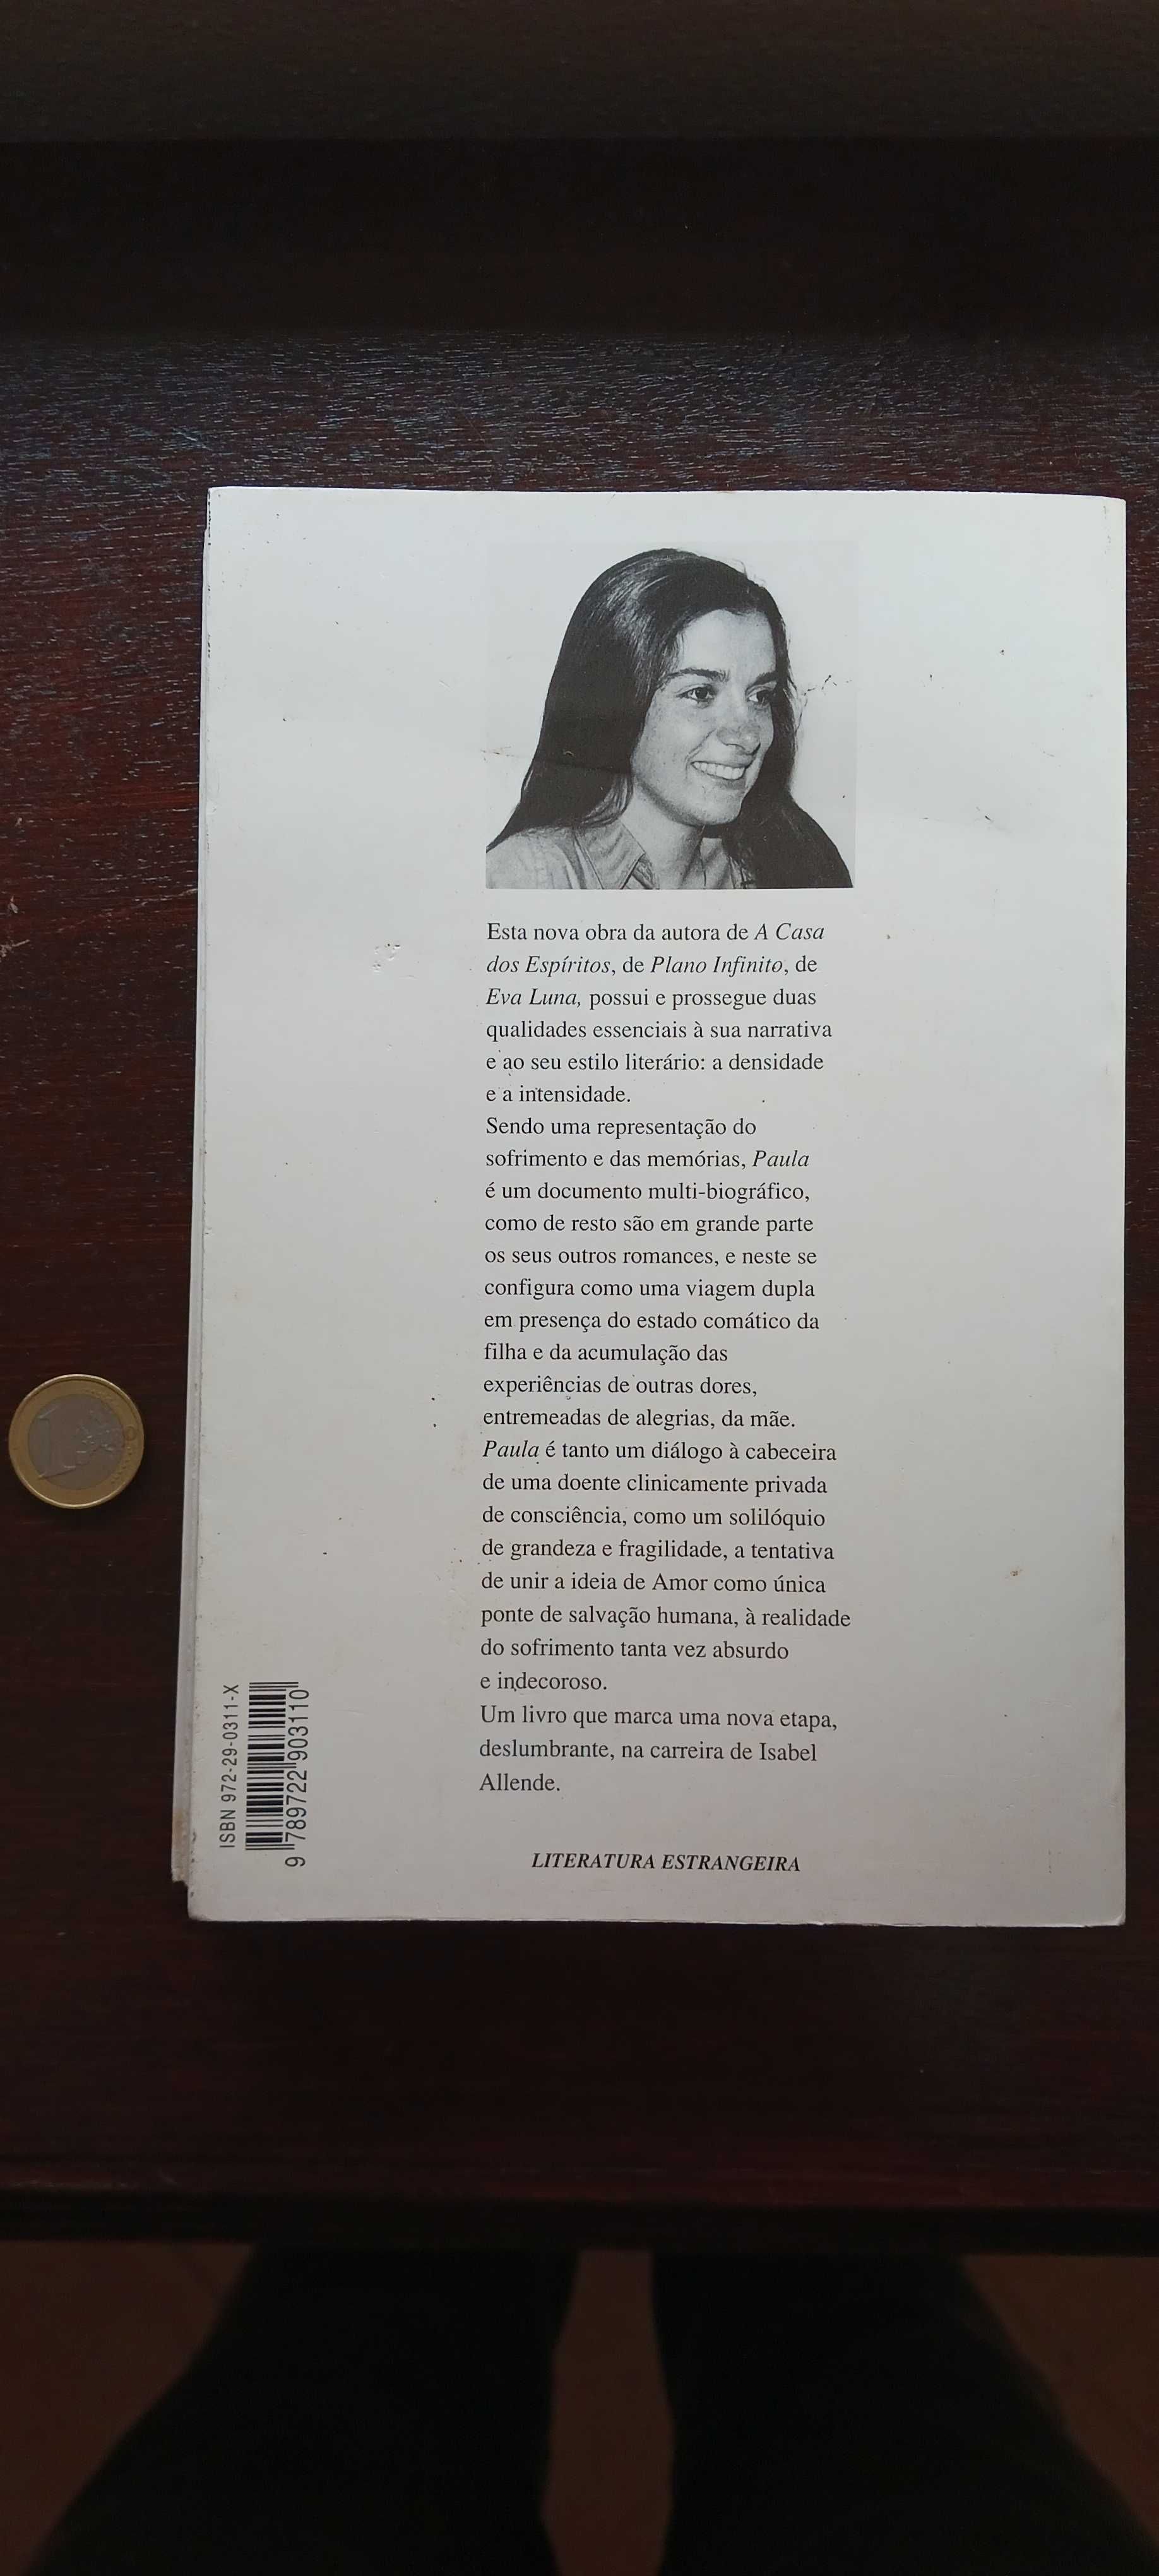 Esta nova obra da autora de A Casa
dos Espíritos, de Plano Infinito, de
Eva Luna, possui e prossegue duas
qualidades essenciais à sua narrativa
e ao seu estilo literário: a densidade
e a intensidade.
Sendo uma representação do
sofrimento e das memórias, Paula
é um documento multi-biográfico,
como de resto são em grande parte
os seus outros romances, e neste se
configura como uma viagem dupla
em presença do estado comático da
filha e da acumulação das
experiências de outras dores,
entremeadas de alegrias, da mãe.
Paula é tanto um diálogo à cabeceira
de uma doente clinicamente privada
de consciência, como um solilóquio
de grandeza e fragilidade, a tentativa
de unir a ideia de Amor como única
ponte de salvação humana, à realidade
do sofrimento tanta vez absurdo
e indecoroso.
Um livro que marca uma nova etapa,
deslumbrante, na carreira de Isabel
Allende.
LITERATURA ESTRANGEIRA
ISBN 972-29-0311-X
9 789722 903110
1